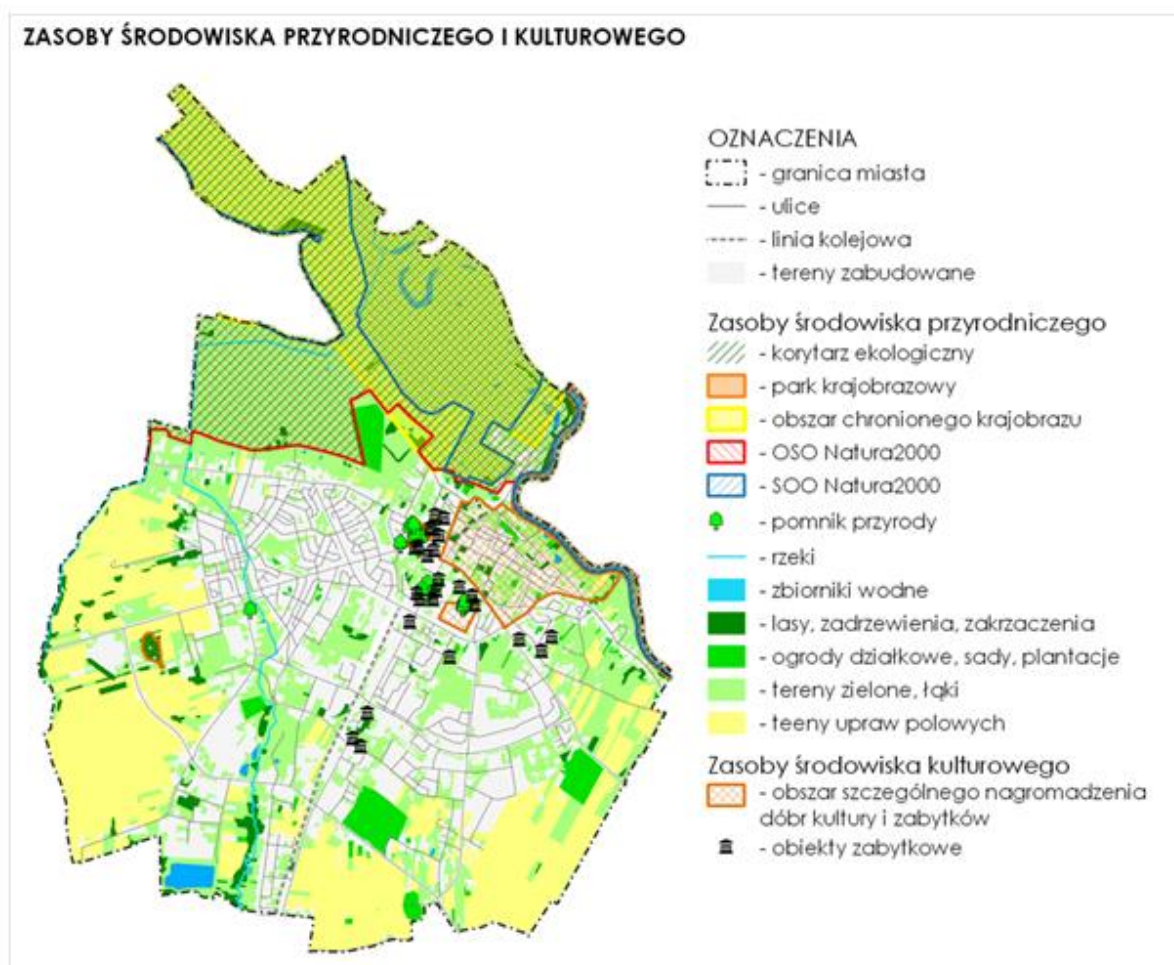 ZASOBY ŚRODOWISKA PRZYRODNICZEGO I KULTUROWEGO
OZNACZENIA
- granica miasta
- ulice
- linia kolejowa
- tereny zabudowane
Zasoby środowiska przyrodniczego
- korytarz ekologiczny
- park krajobrazowy
- obszar chronionego krajobrazu
- OSO Natura2000
- SOO Natura2000
- pomnik przyrody
- rzeki
- zbiorniki wodne
- lasy, zadrzewienia, zakrzaczenia
- ogrody działkowe, sady, plantacje
- tereny zielone, łąki
- teeny upraw polowych
Zasoby środowiska kulturowego
- obszar szczególnego nagromadzenia
dóbr kultury i zabytków
- obiekty zabytkowe